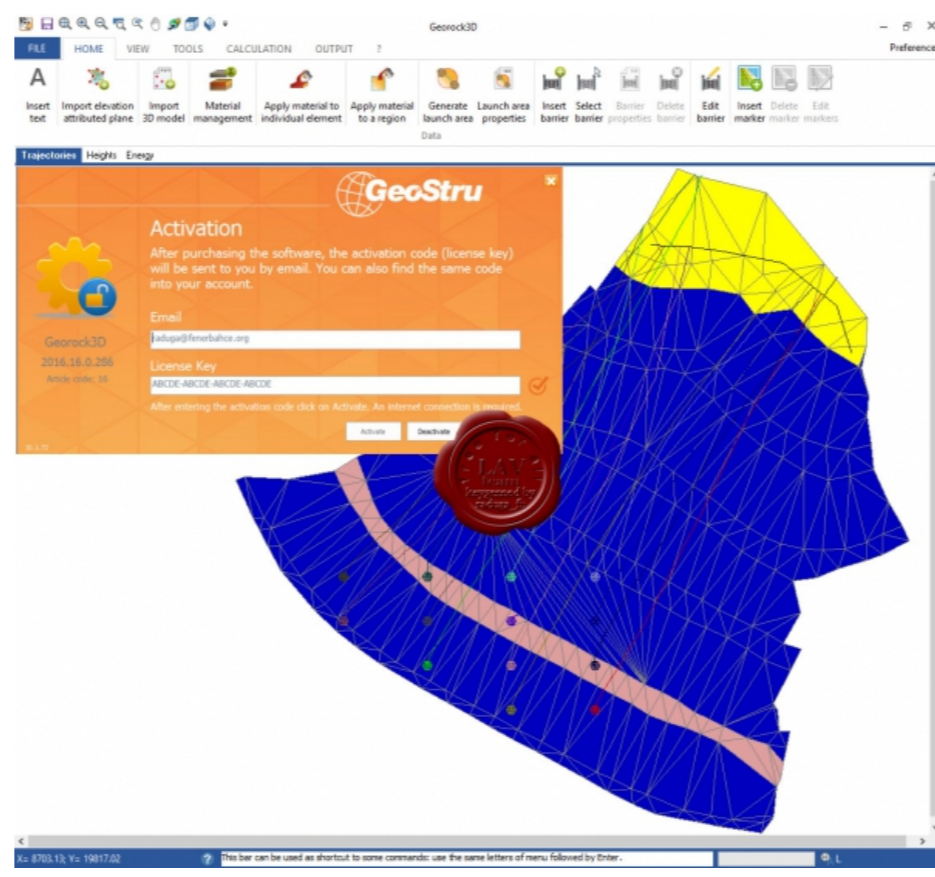 Georock3D
FILE HOME VIEW TOOLS CALCULATION OUTPUT ? Preference
Insert text
Import elevation attributed plane
Import 3D model
Material management
Apply material to individual element
Apply material to a region
Generate launch area
Launch area properties
Insert barrier
Select barrier
Barrier properties
Delete barrier
Edit barrier
Insert marker
Delete marker
Edit markers
Data
Trajectories Heights Energy
GeoStru
Activation
After purchasing the software, the activation code (license key)
will be sent to you by email. You can also find the same code
into your account.
Email
raduga@fenerbahce.org
Georock3D
2016.16.0.286
Article code: 16
License Key
ABCDE-ABCDE-ABCDE-ABCDE
After entering the activation code click on Activate. An internet connection is required.
Activate Deactivate
LAV
team
X= 8703.13; Y= 19817.02
This bar can be used as shortcut to some commands: use the same letters of menu followed by Enter.
L